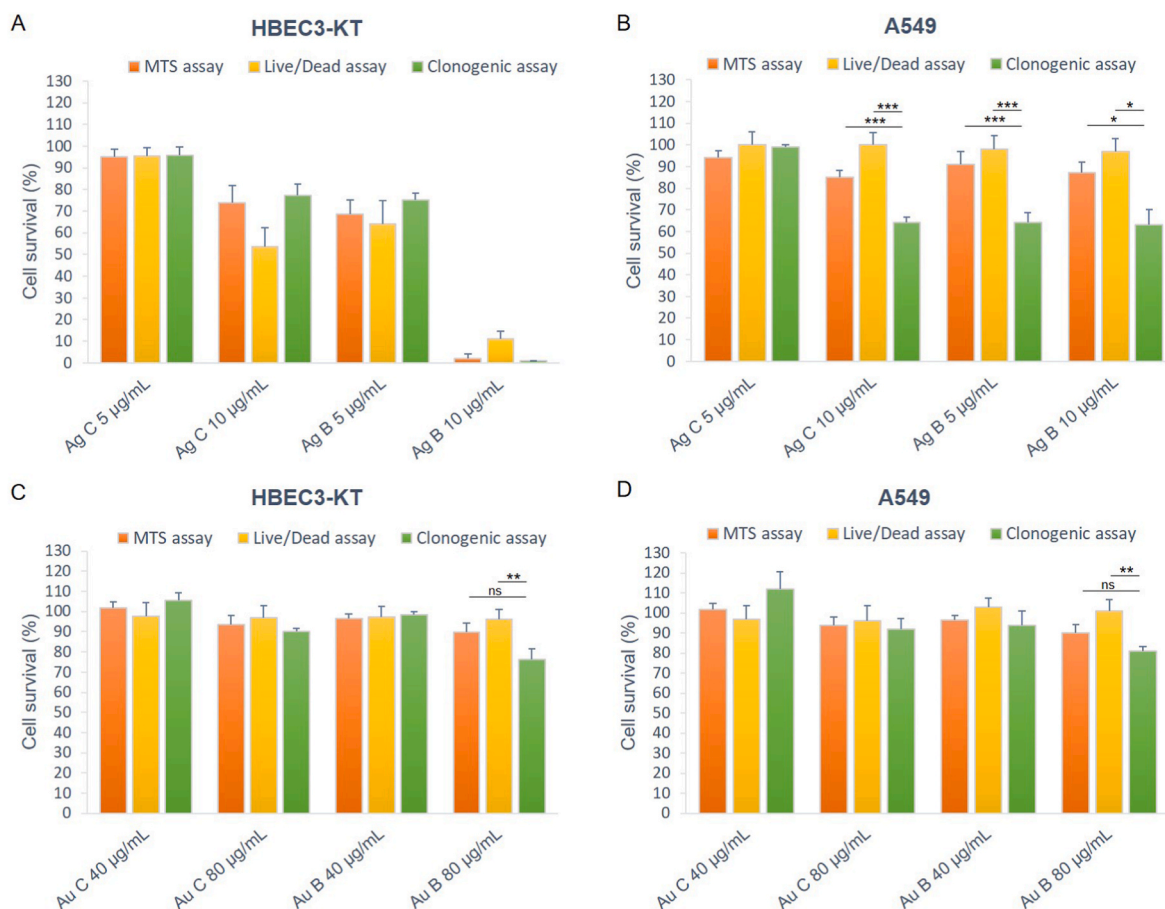 A
HBEC3-KT
MTS assay Live/Dead assay Clonogenic assay
Cell survival (%)
130
120
110
100
90
80
70
60
50
40
30
20
10
0
Ag C 5 µg/mL
Ag C 10 µg/mL
Ag B 5 µg/mL
Ag B 10 µg/mL
B
A549
MTS assay Live/Dead assay Clonogenic assay
Cell survival (%)
130
120
110
100
90
80
70
60
50
40
30
20
10
0
***
***
***
***
*
*
Ag C 5 µg/mL
Ag C 10 µg/mL
Ag B 5 µg/mL
Ag B 10 µg/mL
C
HBEC3-KT
MTS assay Live/Dead assay Clonogenic assay
Cell survival (%)
130
120
110
100
90
80
70
60
50
40
30
20
10
0
**
ns
Au C 40 µg/mL
Au C 80 µg/mL
Au B 40 µg/mL
Au B 80 µg/mL
D
A549
MTS assay Live/Dead assay Clonogenic assay
Cell survival (%)
130
120
110
100
90
80
70
60
50
40
30
20
10
0
**
ns
Au C 40 µg/mL
Au C 80 µg/mL
Au B 40 µg/mL
Au B 80 µg/mL